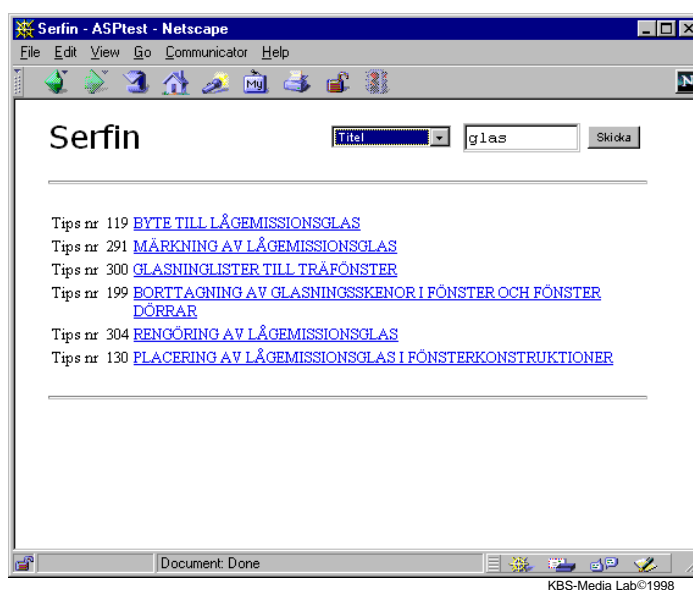 Serfin - ASPtest - Netscape
File Edit View Go Communicator Help
My
N
Serfin
Titel
glas
Skicka
Tips nr 119 BYTE TILL LÅGEMISSIONSGLAS
Tips nr 291 MÄRKNING AV LÅGEMISSIONSGLAS
Tips nr 300 GLASNINGLISTER TILL TRÄFÖNSTER
Tips nr 199 BORTTAGNING AV GLASNINGSSKENOR I FÖNSTER OCH FÖNSTER
DÖRRAR
Tips nr 304 RENGÖRING AV LÅGEMISSIONSGLAS
Tips nr 130 PLACERING AV LÅGEMISSIONSGLAS I FÖNSTERKONSTRUKTIONER
Document: Done
KBS-Media Lab©1998